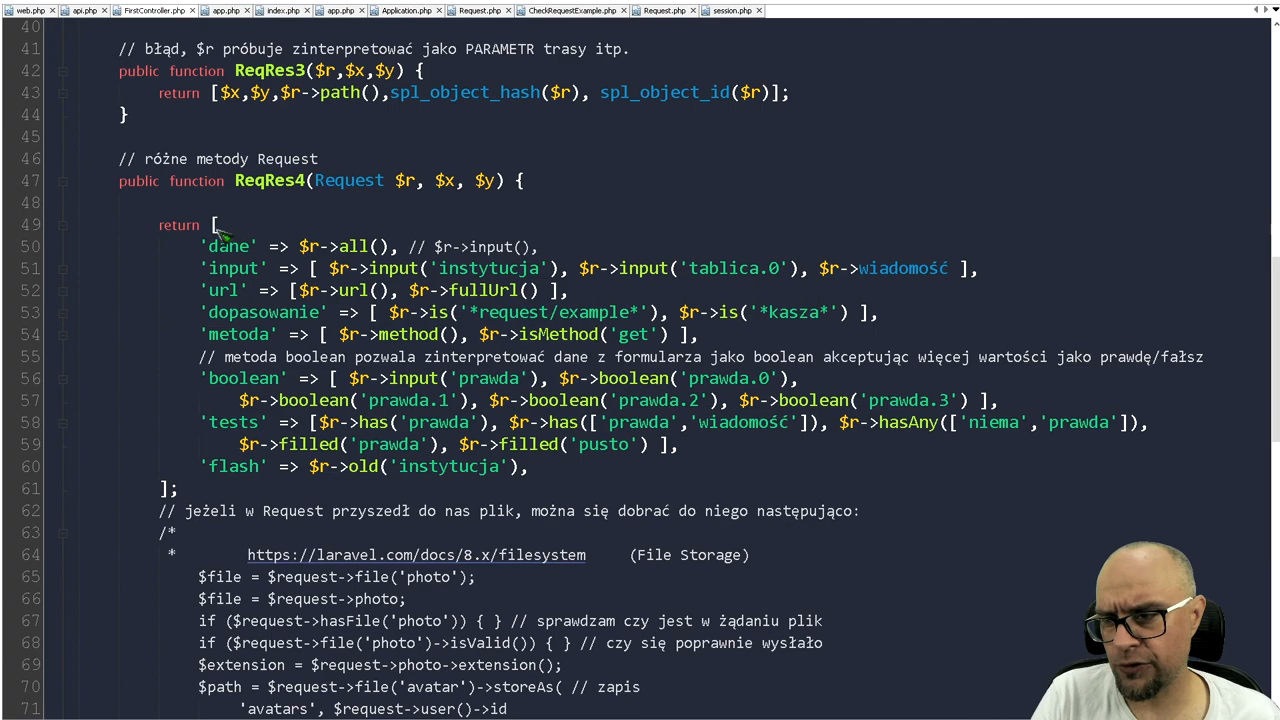 web.php api.php FirstController.php app.php index.php app.php Application.php Request.php CheckRequestExample.php Request.php session.php
40
41 // błąd, $r próbuje zinterpretować jako PARAMETR trasy itp.
42 public function ReqRes3($r,$x,$y) {
43 return [$x,$y,$r->path(),spl_object_hash($r), spl_object_id($r)];
44 }
45
46 // różne metody Request
47 public function ReqRes4(Request $r, $x, $y) {
48
49 return [
50 'dane' => $r->all(), // $r->input(),
51 'input' => [ $r->input('instytucja'), $r->input('tablica.0'), $r->wiadomość ],
52 'url' => [$r->url(), $r->fullUrl() ],
53 'dopasowanie' => [ $r->is('*request/example*'), $r->is('*kasza*') ],
54 'metoda' => [ $r->method(), $r->isMethod('get') ],
55 // metoda boolean pozwala zinterpretować dane z formularza jako boolean akceptując więcej wartości jako prawdę/fałsz
56 'boolean' => [ $r->input('prawda'), $r->boolean('prawda.0'),
57 $r->boolean('prawda.1'), $r->boolean('prawda.2'), $r->boolean('prawda.3') ],
58 'tests' => [$r->has('prawda'), $r->has(['prawda','wiadomość']), $r->hasAny(['niema','prawda']),
59 $r->filled('prawda'), $r->filled('pusto') ],
60 'flash' => $r->old('instytucja'),
61 ];
62 // jeżeli w Request przyszedł do nas plik, można się dobrać do niego następująco:
63 /*
64 * https://laravel.com/docs/8.x/filesystem (File Storage)
65 $file = $request->file('photo');
66 $file = $request->photo;
67 if ($request->hasFile('photo')) { } // sprawdzam czy jest w żądaniu plik
68 if ($request->file('photo')->isValid()) { } // czy się poprawnie wysłało
69 $extension = $request->photo->extension();
70 $path = $request->file('avatar')->storeAs( // zapis
71 'avatars', $request->user()->id